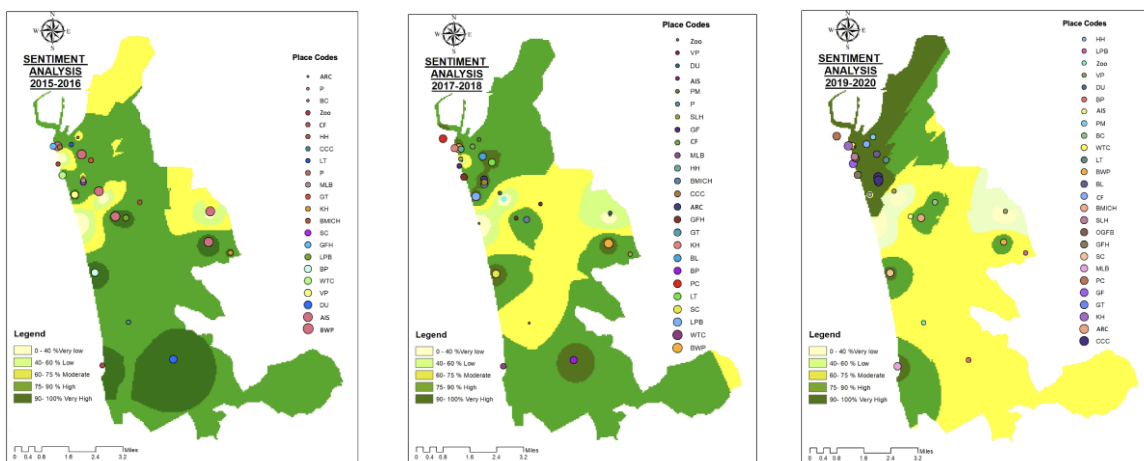 N
W
E
S
SENTIMENT
ANALYSIS
2015-2016
Place Codes
ARC
P
BC
Zoo
CF
HH
CCC
LT
P
MLB
GT
KH
BMICH
SC
GFH
LPB
BP
WTC
VP
DU
AIS
BWP
Legend
0 - 40 %Very low
40- 60 % Low
60- 75 % Moderate
75- 90 % High
90- 100% Very High
Miles
0 0.4 0.8 1.6 2.4 3.2
N
W
E
S
SENTIMENT
ANALYSIS
2017-2018
Place Codes
Zoo
VP
DU
AIS
PM
P
SLH
GF
CF
MLB
HH
BMICH
CCC
ARC
GFH
GT
KH
BL
BP
PC
LT
SC
LPB
WTC
BWP
Legend
0 - 40 %Very low
40- 60 % Low
60- 75 % Moderate
75- 90 % High
90- 100% Very High
Miles
0 0.4 0.8 1.6 2.4 3.2
N
W
E
S
SENTIMENT
ANALYSIS
2019-2020
Place Codes
HH
LPB
Zoo
VP
DU
BP
AIS
PM
BC
WTC
LT
BWP
BL
CF
BMICH
SLH
OGFB
GFH
SC
MLB
PC
GF
GT
KH
ARC
CCC
Legend
0 - 40 %Very low
40- 60 % Low
60- 75 % Moderate
75- 90 % High
90- 100% Very High
Miles
0 0.4 0.8 1.6 2.4 3.2